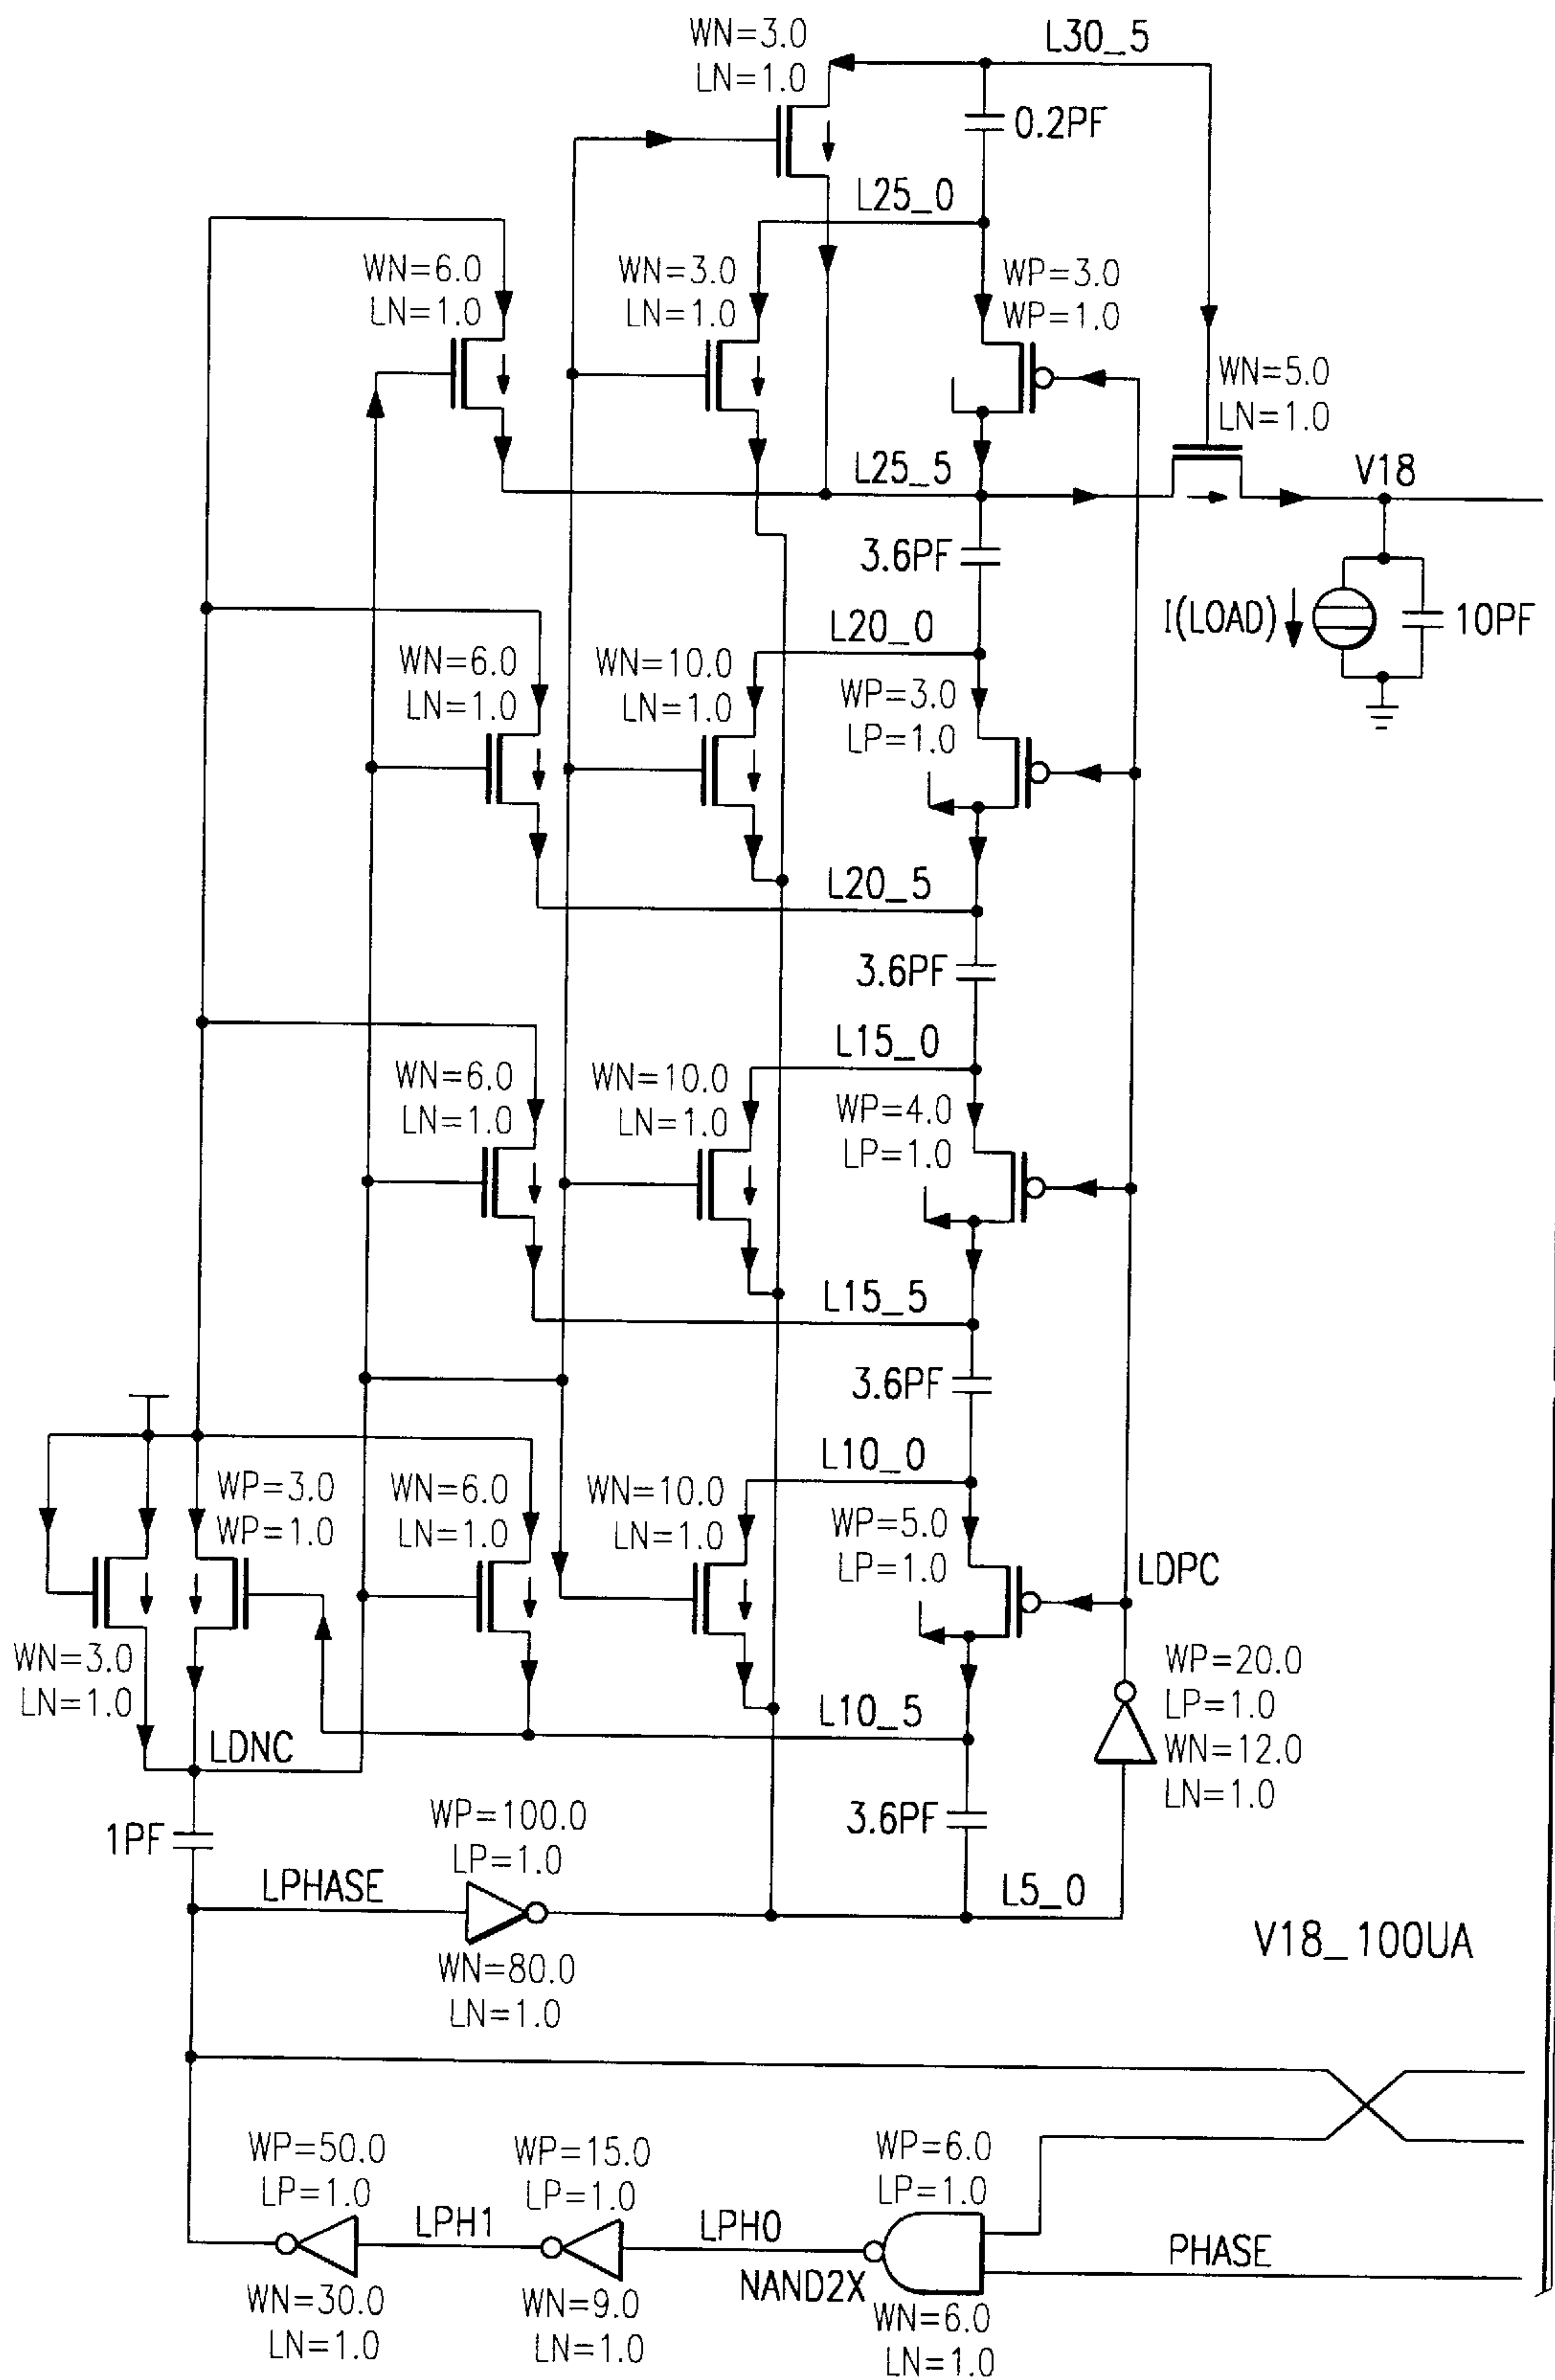 WN=3.0
LN=1.0
L30_5
0.2PF
L25_0
WN=6.0
LN=1.0
WN=3.0
LN=1.0
WP=3.0
WP=1.0
WN=5.0
LN=1.0
L25_5
V18
3.6PF
I(LOAD)
10PF
L20_0
WN=6.0
LN=1.0
WN=10.0
LN=1.0
WP=3.0
LP=1.0
L20_5
3.6PF
L15_0
WN=6.0
LN=1.0
WN=10.0
LN=1.0
WP=4.0
LP=1.0
L15_5
3.6PF
L10_0
WP=3.0
WP=1.0
WN=6.0
LN=1.0
WN=10.0
LN=1.0
WP=5.0
LP=1.0
LDPC
WN=3.0
LN=1.0
WP=20.0
LP=1.0
WN=12.0
LN=1.0
L10_5
LDNC
1PF
WP=100.0
LP=1.0
3.6PF
LPHASE
L5_0
WN=80.0
LN=1.0
V18_100UA
WP=50.0
LP=1.0
WP=15.0
LP=1.0
WP=6.0
LP=1.0
LPH1
LPH0
PHASE
NAND2X
WN=30.0
LN=1.0
WN=9.0
LN=1.0
WN=6.0
LN=1.0